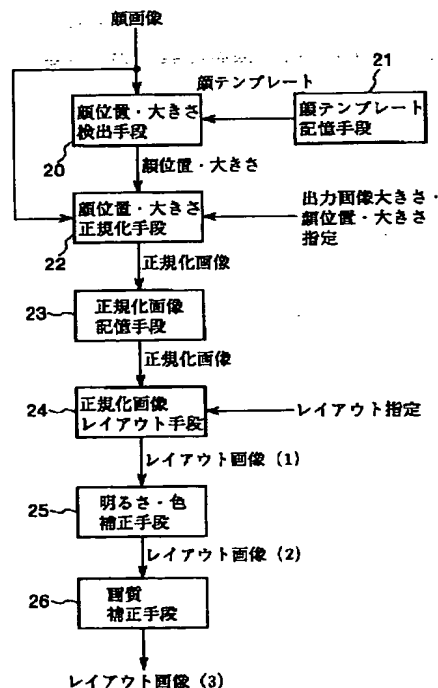 顔画像
21
顔テンプレート
顔テンプレート
記憶手段
顔位置・大きさ
検出手段
20
顔位置・大きさ
出力画像大きさ・
顔位置・大きさ
指定
顔位置・大きさ
正規化手段
22
正規化画像
23
正規化画像
記憶手段
正規化画像
24
正規化画像
レイアウト手段
レイアウト指定
レイアウト画像 (1)
25
明るさ・色
補正手段
レイアウト画像 (2)
26
画質
補正手段
レイアウト画像 (3)